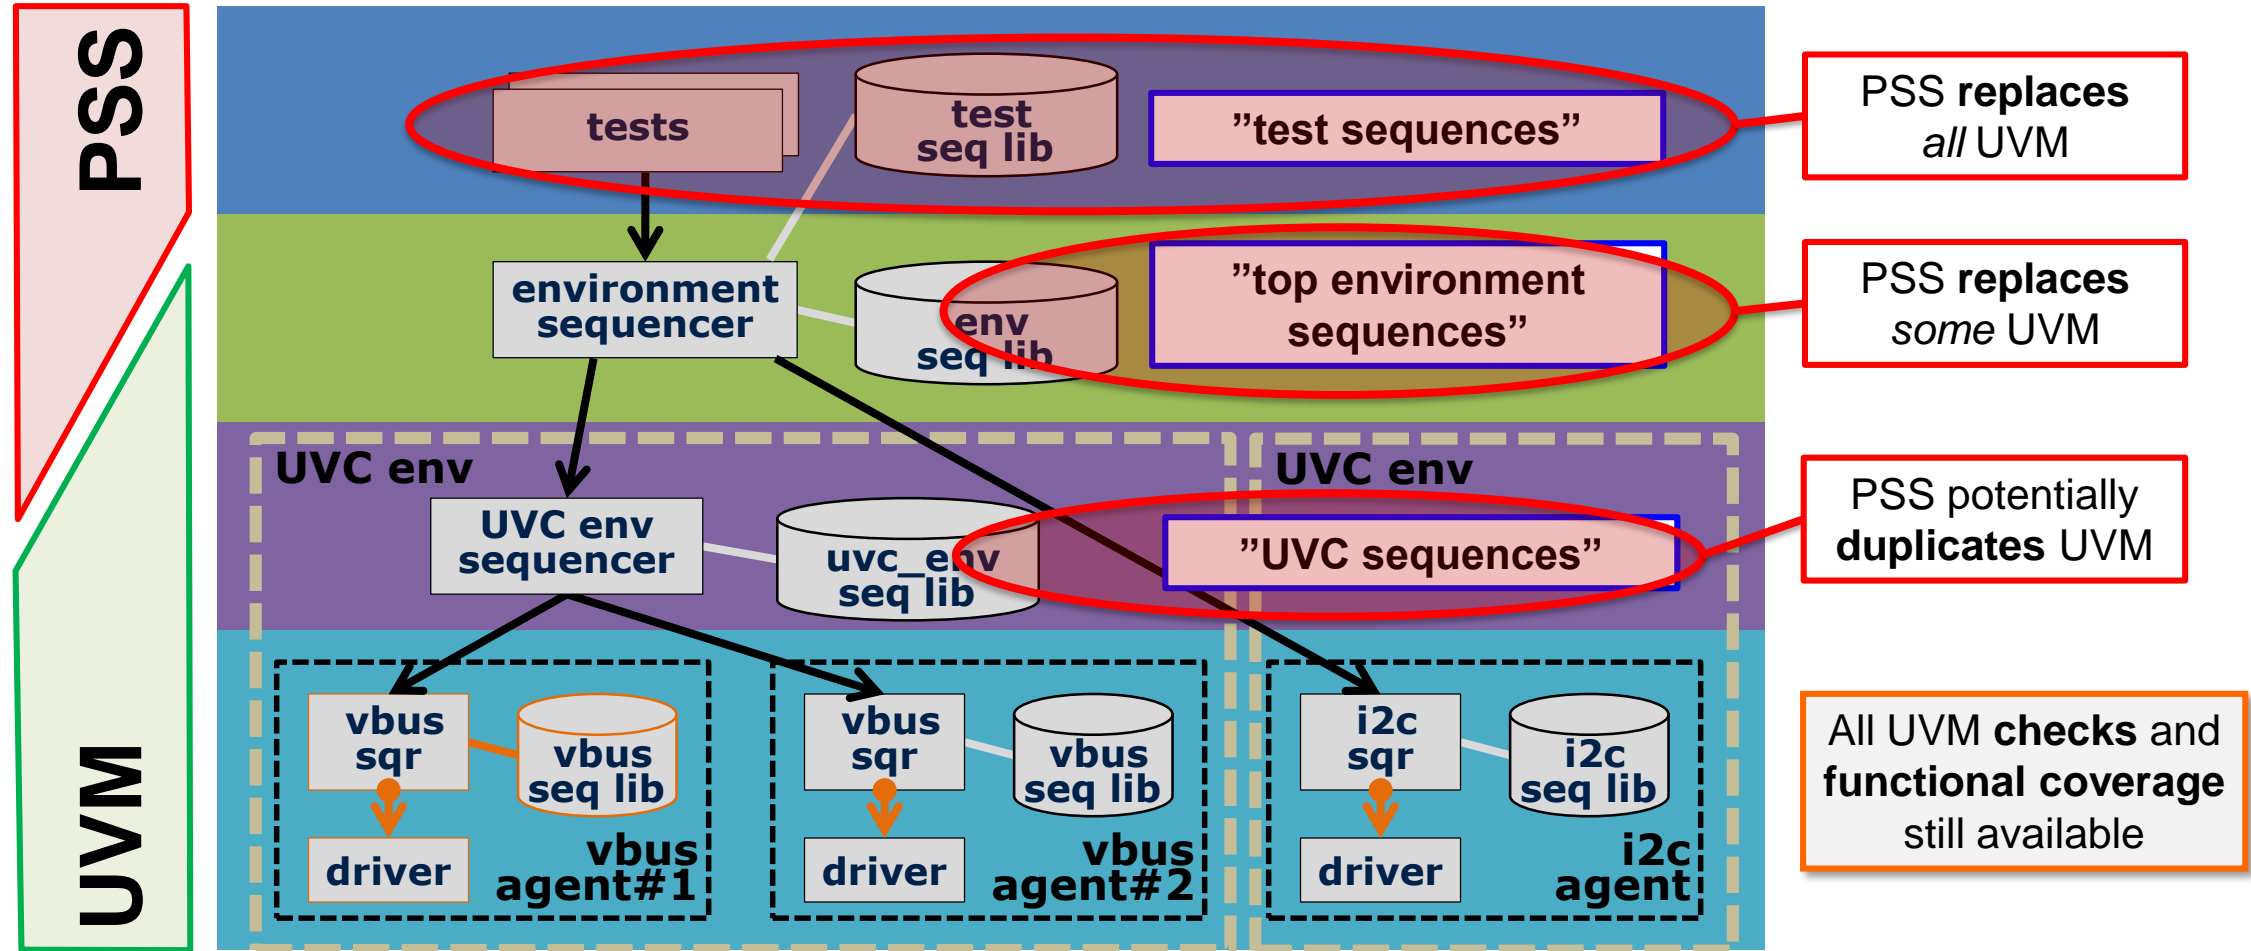 PSS
UVM
tests
test
seq lib
”test sequences”
PSS replaces
all UVM
environment
sequencer
env
seq lib
”top environment
sequences”
PSS replaces
some UVM
UVC env
UVC env
UVC env
sequencer
uvc_env
seq lib
”UVC sequences”
PSS potentially
duplicates UVM
vbus
sqr
vbus
seq lib
driver
vbus
agent#1
vbus
sqr
vbus
seq lib
driver
vbus
agent#2
i2c
sqr
i2c
seq lib
driver
i2c
agent
All UVM checks and
functional coverage
still available